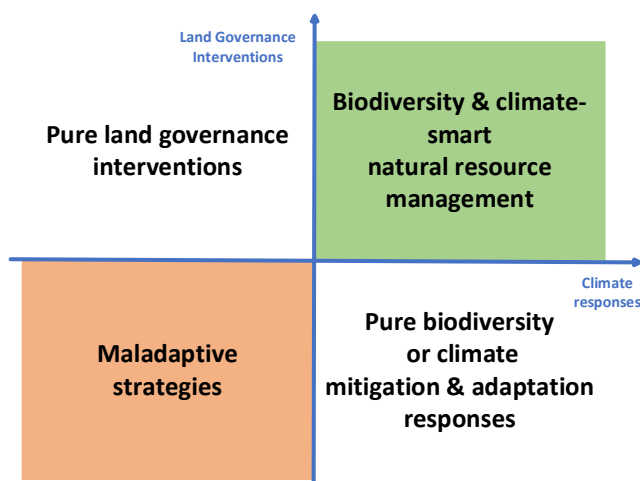 Land Governance
Interventions
Pure land governance
interventions
Biodiversity & climate-
smart
natural resource
management
Climate
responses
Maladaptive
strategies
Pure biodiversity
or climate
mitigation & adaptation
responses